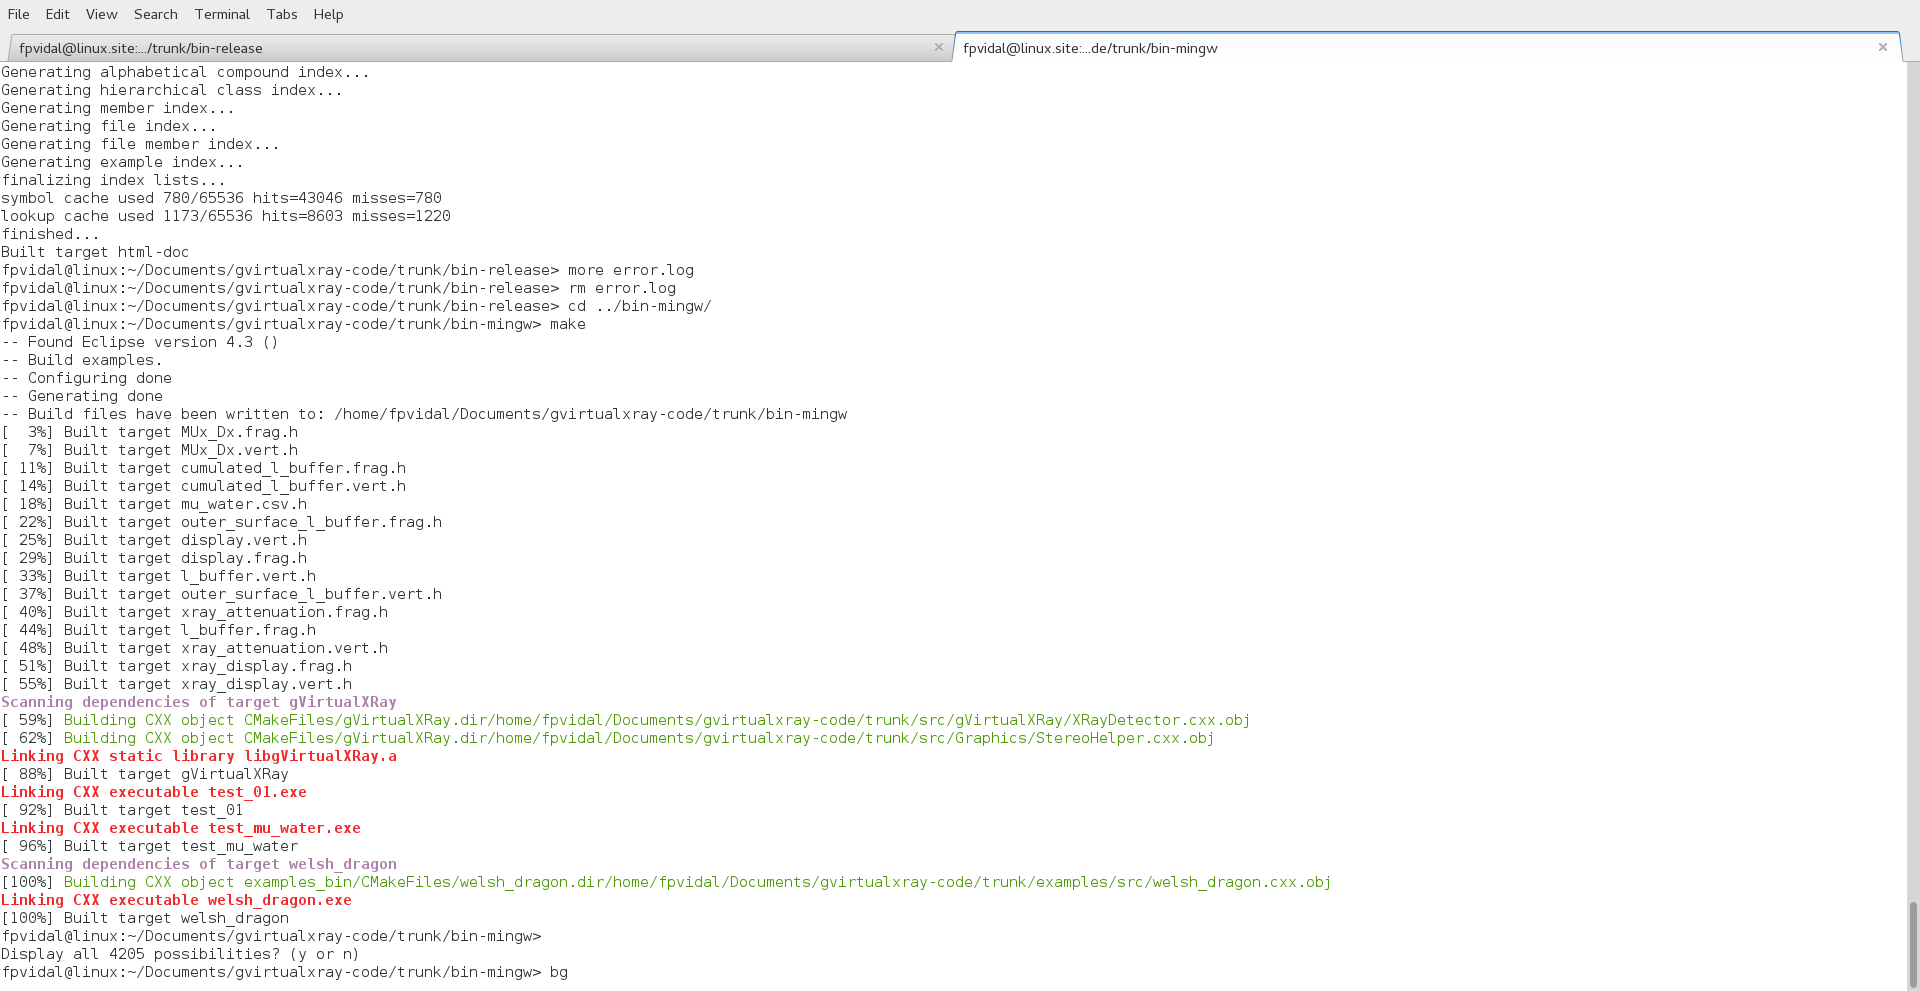 File Edit View Search Terminal Tabs Help
fpvidal@linux.site:.../trunk/bin-release × fpvidal@linux.site:...de/trunk/bin-mingw ×
Generating alphabetical compound index...
Generating hierarchical class index...
Generating member index...
Generating file index...
Generating file member index...
Generating example index...
finalizing index lists...
symbol cache used 780/65536 hits=43046 misses=780
lookup cache used 1173/65536 hits=8603 misses=1220
finished...
Built target html-doc
fpvidal@linux:~/Documents/gvirtualxray-code/trunk/bin-release> more error.log
fpvidal@linux:~/Documents/gvirtualxray-code/trunk/bin-release> rm error.log
fpvidal@linux:~/Documents/gvirtualxray-code/trunk/bin-release> cd ../bin-mingw/
fpvidal@linux:~/Documents/gvirtualxray-code/trunk/bin-mingw> make
-- Found Eclipse version 4.3 ()
-- Build examples.
-- Configuring done
-- Generating done
-- Build files have been written to: /home/fpvidal/Documents/gvirtualxray-code/trunk/bin-mingw
[  3%] Built target MUx_Dx.frag.h
[  7%] Built target MUx_Dx.vert.h
[ 11%] Built target cumulated_l_buffer.frag.h
[ 14%] Built target cumulated_l_buffer.vert.h
[ 18%] Built target mu_water.csv.h
[ 22%] Built target outer_surface_l_buffer.frag.h
[ 25%] Built target display.vert.h
[ 29%] Built target display.frag.h
[ 33%] Built target l_buffer.vert.h
[ 37%] Built target outer_surface_l_buffer.vert.h
[ 40%] Built target xray_attenuation.frag.h
[ 44%] Built target l_buffer.frag.h
[ 48%] Built target xray_attenuation.vert.h
[ 51%] Built target xray_display.frag.h
[ 55%] Built target xray_display.vert.h
Scanning dependencies of target gVirtualXRay
[ 59%] Building CXX object CMakeFiles/gVirtualXRay.dir/home/fpvidal/Documents/gvirtualxray-code/trunk/src/gVirtualXRay/XRayDetector.cxx.obj
[ 62%] Building CXX object CMakeFiles/gVirtualXRay.dir/home/fpvidal/Documents/gvirtualxray-code/trunk/src/Graphics/StereoHelper.cxx.obj
Linking CXX static library libgVirtualXRay.a
[ 88%] Built target gVirtualXRay
Linking CXX executable test_01.exe
[ 92%] Built target test_01
Linking CXX executable test_mu_water.exe
[ 96%] Built target test_mu_water
Scanning dependencies of target welsh_dragon
[100%] Building CXX object examples_bin/CMakeFiles/welsh_dragon.dir/home/fpvidal/Documents/gvirtualxray-code/trunk/examples/src/welsh_dragon.cxx.obj
Linking CXX executable welsh_dragon.exe
[100%] Built target welsh_dragon
fpvidal@linux:~/Documents/gvirtualxray-code/trunk/bin-mingw>
Display all 4205 possibilities? (y or n)
fpvidal@linux:~/Documents/gvirtualxray-code/trunk/bin-mingw> bg